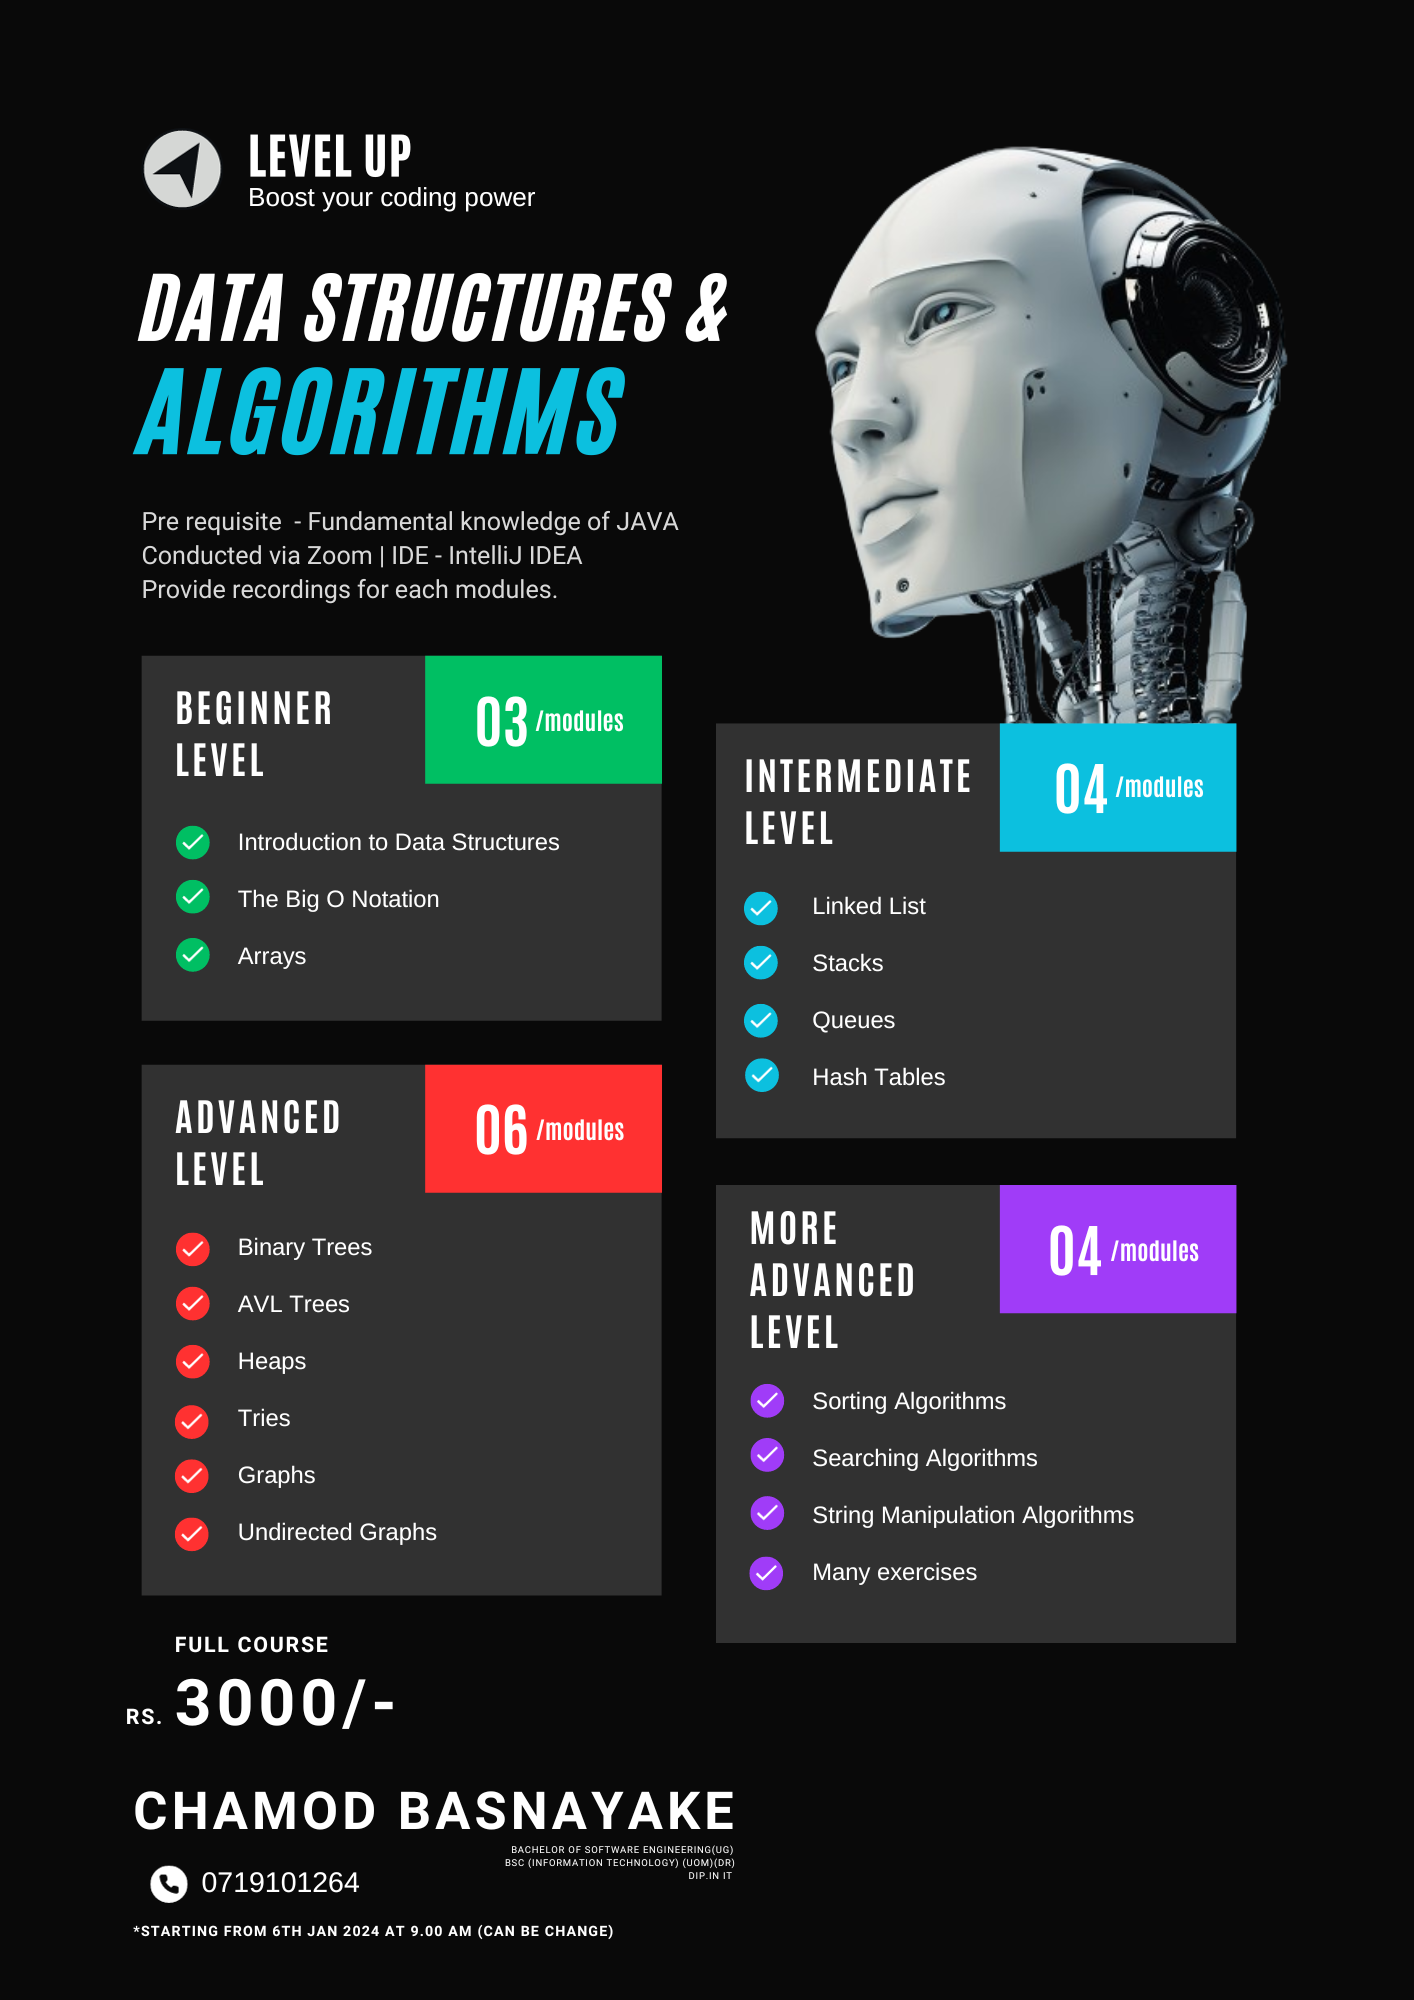 LEVEL UP
Boost your coding power
DATA STRUCTURES &
ALGORITHMS
Pre requisite  - Fundamental knowledge of JAVA
Conducted via Zoom | IDE - IntelliJ IDEA
Provide recordings for each modules.
BEGINNER
LEVEL
03 /modules
Introduction to Data Structures
The Big O Notation
Arrays
INTERMEDIATE
LEVEL
04 /modules
Linked List
Stacks
Queues
Hash Tables
ADVANCED
LEVEL
06 /modules
Binary Trees
AVL Trees
Heaps
Tries
Graphs
Undirected Graphs
MORE
ADVANCED
LEVEL
04 /modules
Sorting Algorithms
Searching Algorithms
String Manipulation Algorithms
Many exercises
FULL COURSE
RS. 3000/-
CHAMOD BASNAYAKE
BACHELOR OF SOFTWARE ENGINEERING(UG)
BSC (INFORMATION TECHNOLOGY) (UOM)(DR)
DIP.IN IT
0719101264
*STARTING FROM 6TH JAN 2024 AT 9.00 AM (CAN BE CHANGE)